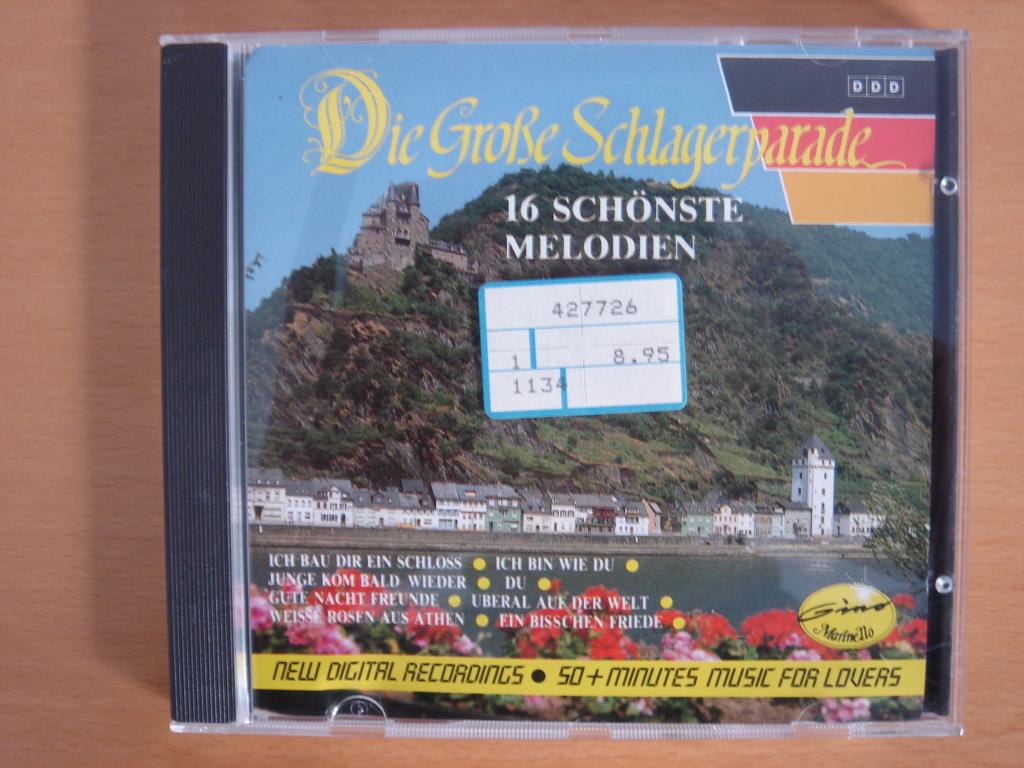 DDD
Die Große Schlagerparade
16 SCHÖNSTE
MELODIEN
427726
1 8.95
1134
ICH BAU DIR EIN SCHLOSS ● ICH BIN WIE DU ●
JUNGE KOM BALD WIEDER ● DU ●
GUTE NACHT FREUNDE ● UBERAL AUF DER WELT ●
WEISSE ROSEN AUS ATHEN ● EIN BISSCHEN FRIEDE ●
Gino
Marinello
NEW DIGITAL RECORDINGS ● 50+ MINUTES MUSIC FOR LOVERS